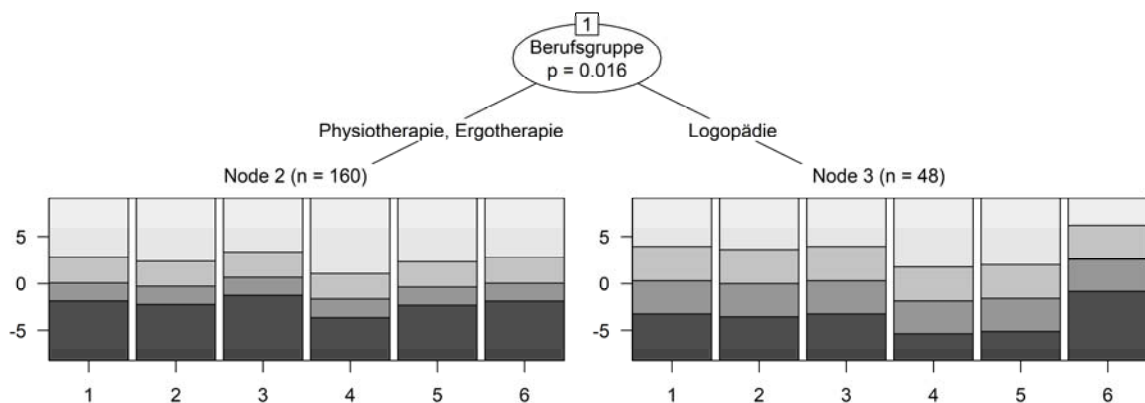 1
Berufsgruppe
p = 0.016
Physiotherapie, Ergotherapie
Logopädie
Node 2 (n = 160)
Node 3 (n = 48)
5
0
-5
1 2 3 4 5 6
5
0
-5
1 2 3 4 5 6